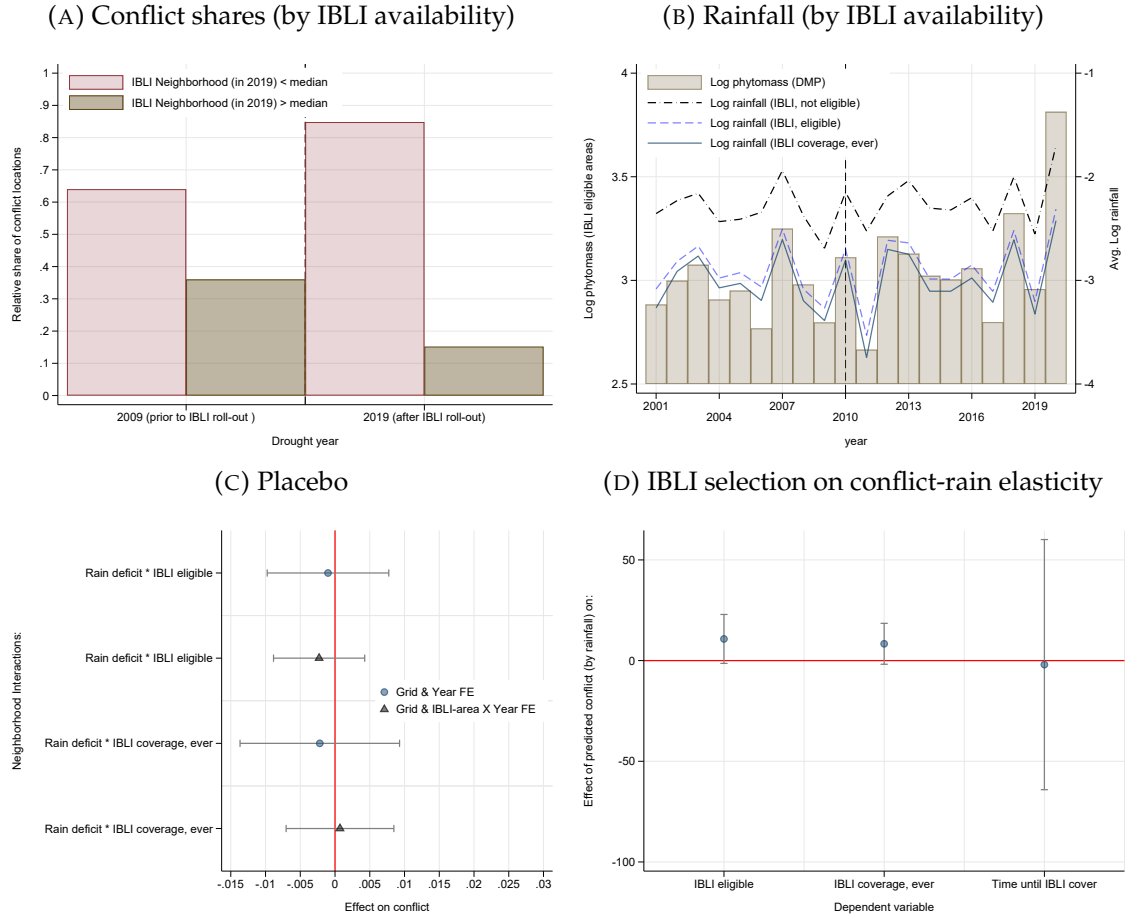 (A) Conflict shares (by IBLI availability)
Relative share of conflict locations
1
.9
.8
.7
.6
.5
.4
.3
.2
.1
0
IBLI Neighborhood (in 2019) < median
IBLI Neighborhood (in 2019) > median
2009 (prior to IBLI roll-out )
2019 (after IBLI roll-out)
Drought year
(B) Rainfall (by IBLI availability)
Log phytomass (IBLI eligible areas)
4
3.5
3
2.5
Log phytomass (DMP)
Log rainfall (IBLI, not eligible)
Log rainfall (IBLI, eligible)
Log rainfall (IBLI coverage, ever)
-1
-2
-3
-4
Avg. Log rainfall
2001
2004
2007
2010
2013
2016
2019
year
(C) Placebo
Neighborhood Interactions:
Rain deficit * IBLI eligible
Rain deficit * IBLI eligible
Rain deficit * IBLI coverage, ever
Rain deficit * IBLI coverage, ever
Grid & Year FE
Grid & IBLI-area X Year FE
-.015 -.01 -.005 0 .005 .01 .015 .02 .025 .03
Effect on conflict
(D) IBLI selection on conflict-rain elasticity
Effect of predicted conflict (by rainfall) on:
50
0
-50
-100
IBLI eligible
IBLI coverage, ever
Time until IBLI cover
Dependent variable